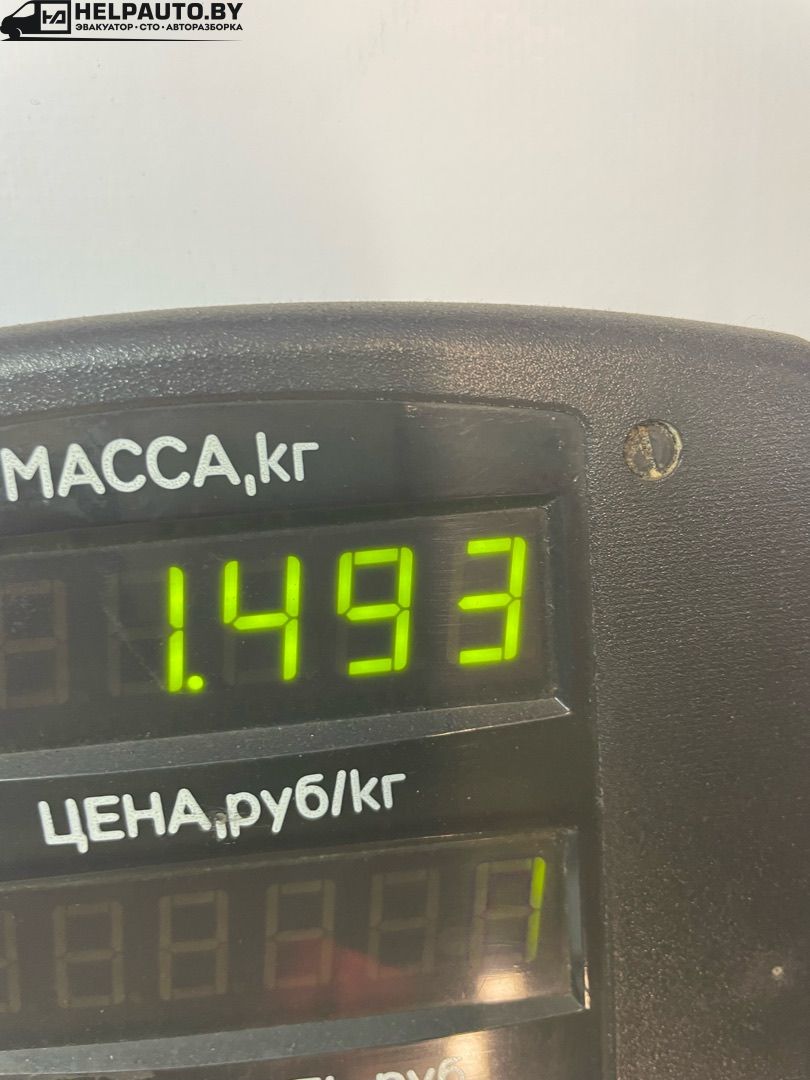 HELPAUTO.BY
ЭВАКУАТОР • СТО • АВТОРАЗБОРКА
МАССА,кг
1.493
ЦЕНА,руб/кг
1